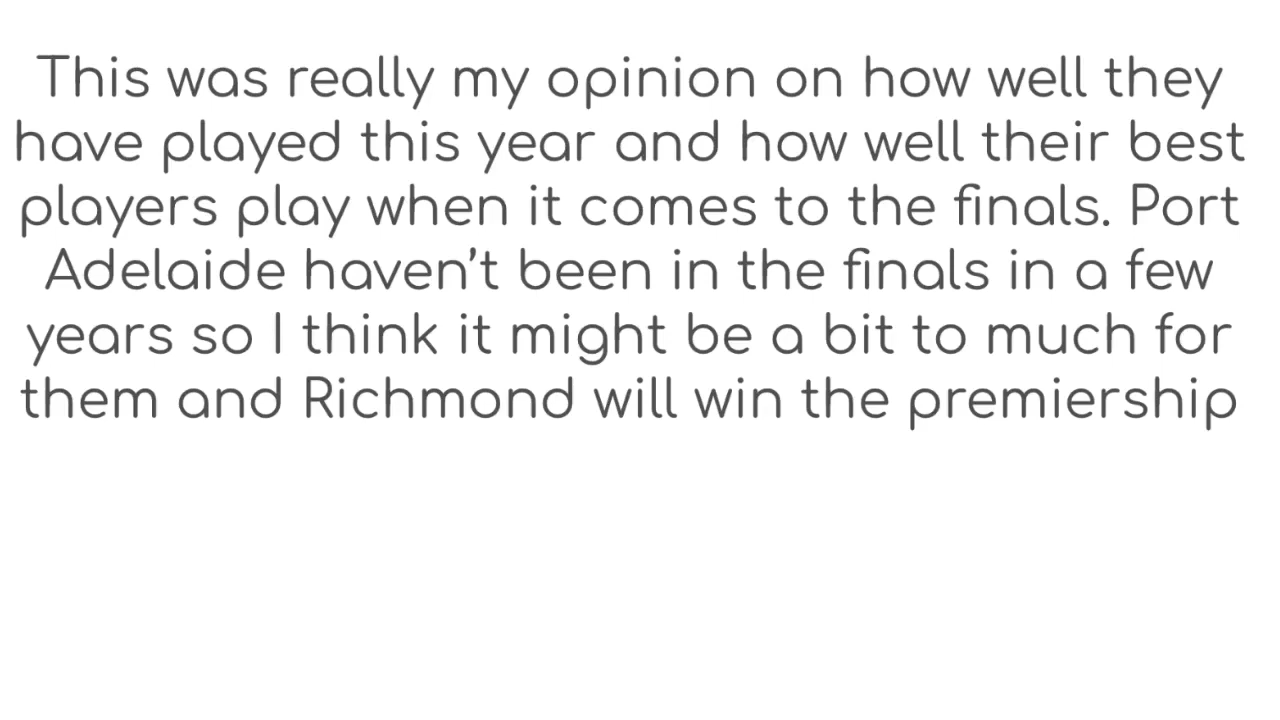 This was really my opinion on how well they
have played this year and how well their best
players play when it comes to the finals. Port
Adelaide haven’t been in the finals in a few
years so I think it might be a bit to much for
them and Richmond will win the premiership